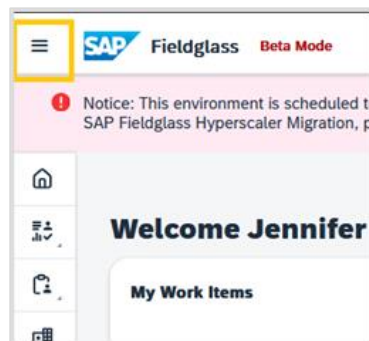 SAP Fieldglass Beta Mode
Notice: This environment is scheduled
SAP Fieldglass Hyperscaler Migration,
Welcome Jennifer
My Work Items